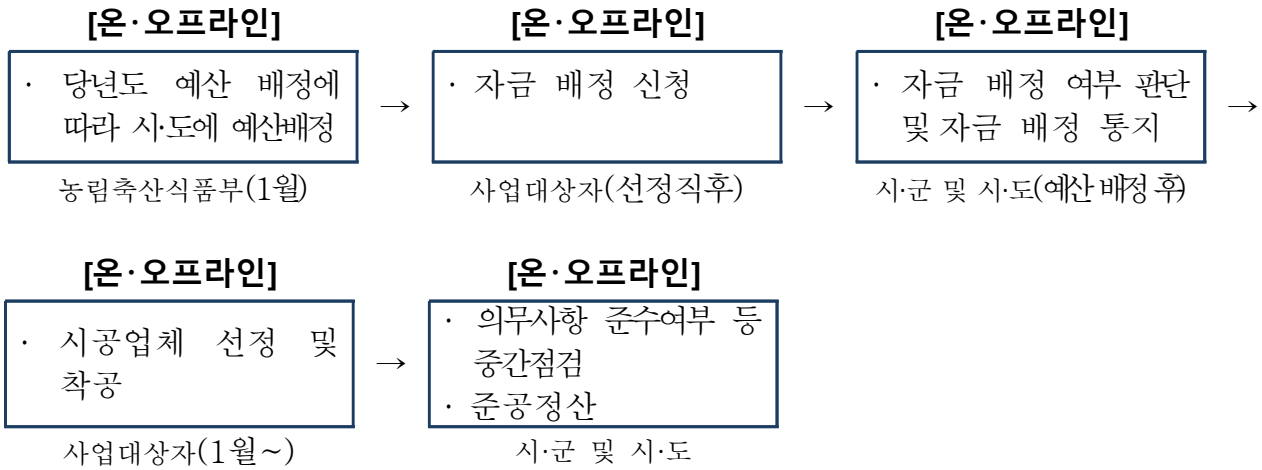 [온·오프라인] [온·오프라인] [온·오프라인]
· 당년도 예산 배정에
따라 시·도에 예산배정
→
· 자금 배정 신청
→
· 자금 배정 여부 판단
및 자금 배정 통지
→
농림축산식품부(1월) 사업대상자(선정직후) 시·군 및 시·도(예산 배정 후)
[온·오프라인] [온·오프라인]
· 시공업체 선정 및
착공
→
· 의무사항 준수여부 등
중간점검
· 준공정산
사업대상자(1월~) 시·군 및 시·도